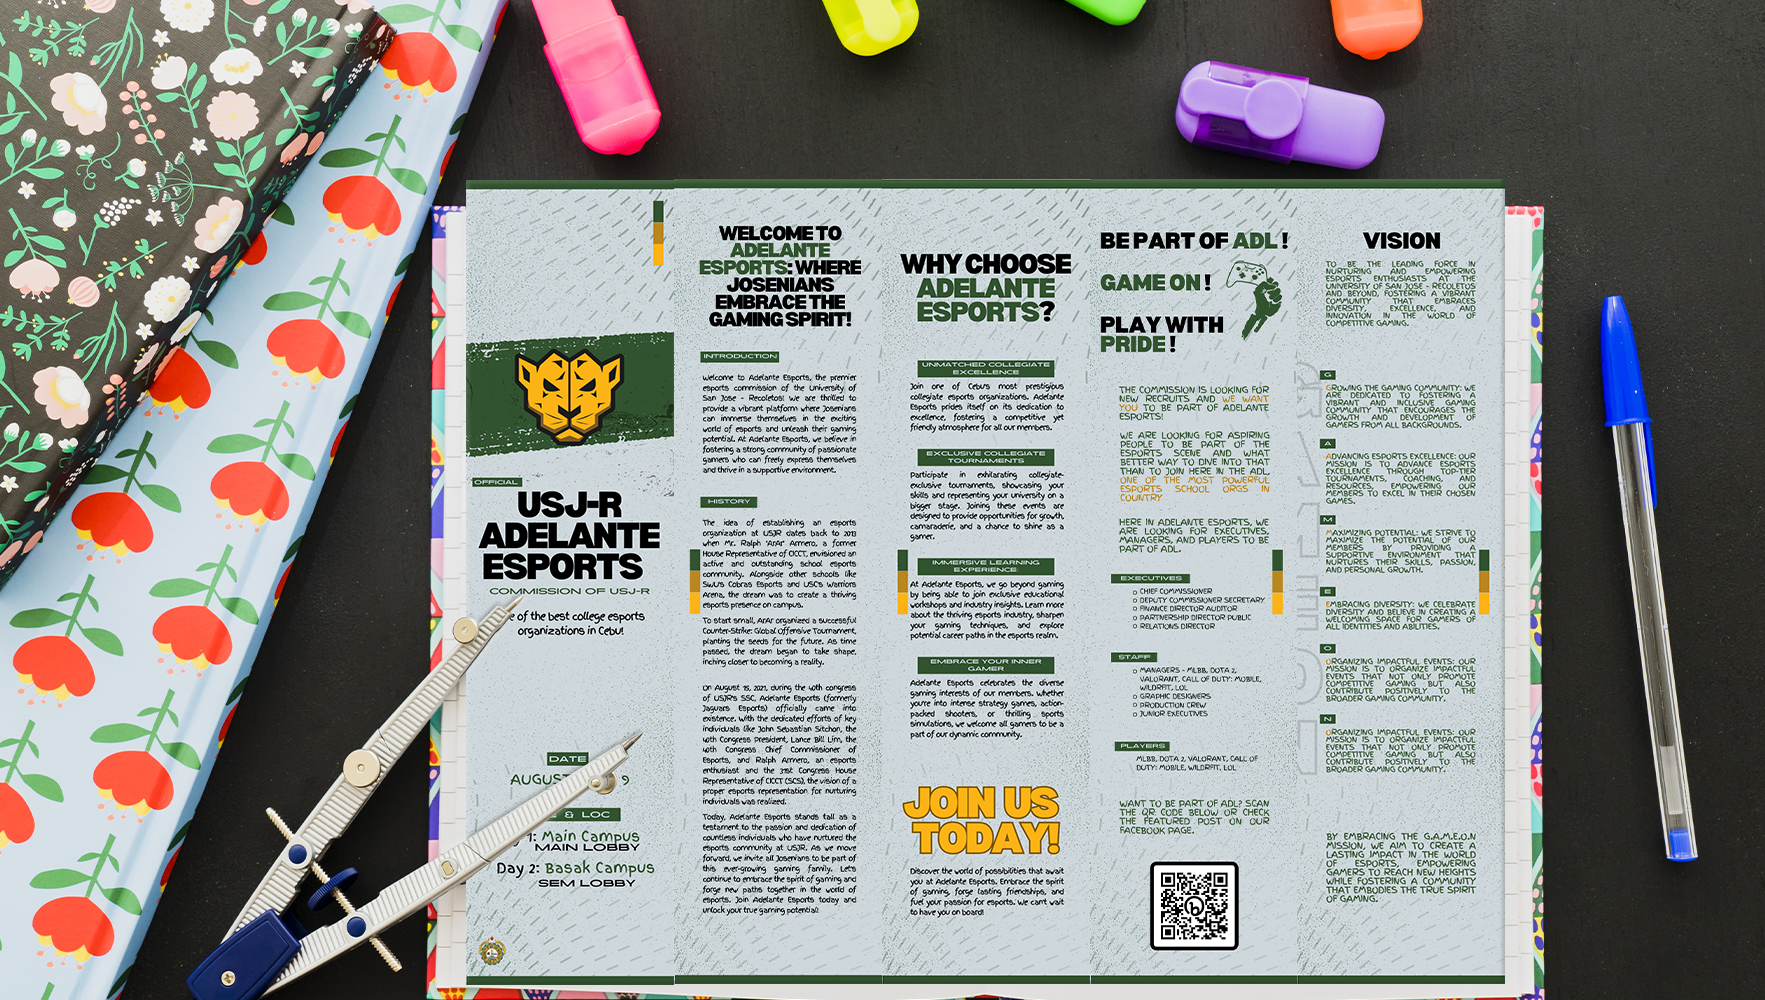 OFFICIAL
USJ-R
ADELANTE
ESPORTS
COMMISSION OF USJ-R
of the best college esports
organizations in Cebu!
DATE
AUGUST
9
& LOC
1: Main Campus
MAIN LOBBY
Day 2: Basak Campus
SEM LOBBY
WELCOME TO
ADELANTE
ESPORTS: WHERE
JOSENIANS
EMBRACE THE
GAMING SPIRIT!
INTRODUCTION
Welcome to Adelante Esports, the premier
esports commission of the University of
San Jose - Recoletos! We are thrilled to
provide a vibrant platform where Josenians
can immerse themselves in the exciting
world of esports and unleash their gaming
potential. At Adelante Esports, we believe in
fostering a strong community of passionate
gamers who can freely express themselves
and thrive in a supportive environment.
HISTORY
The idea of establishing an esports
organization at USJR dates back to 2013
when Mr. Ralph "ArAr" Armero, a former
House Representative of CICCT, envisioned an
active and outstanding school esports
community. Alongside other schools like
SWU's Cobras Esports and USC's Warriors
Arena, the dream was to create a thriving
esports presence on campus.
To start small, ArAr organized a successful
Counter-Strike: Global Offensive Tournament,
planting the seeds for the future. As time
passed, the dream began to take shape,
inching closer to becoming a reality.
On August 15, 2021, during the 40th congress
of USJR's SSC, Adelante Esports (formerly
Jaguars Esports) officially came into
existence. With the dedicated efforts of key
individuals like John Sebastian Sitchon, the
40th Congress President, Lance Bill Lim, the
40th Congress Chief Commissioner of
Esports, and Ralph Armero, an esports
enthusiast and the 31st Congress House
Representative of CICCT (SCS), the vision of a
proper esports representation for nurturing
individuals was realized.
Today, Adelante Esports stands tall as a
testament to the passion and dedication of
countless individuals who have nurtured the
esports community at USJR. As we move
forward, we invite all Josenians to be part of
this ever-growing gaming family. Let's
continue to embrace the spirit of gaming and
forge new paths together in the world of
esports. Join Adelante Esports today and
unlock your true gaming potential!
WHY CHOOSE
ADELANTE
ESPORTS?
UNMATCHED COLLEGIATE
EXCELLENCE
Join one of Cebu's most prestigious
collegiate esports organizations. Adelante
Esports prides itself on its dedication to
excellence, fostering a competitive yet
friendly atmosphere for all our members.
EXCLUSIVE COLLEGIATE
TOURNAMENTS
Participate in exhilarating collegiate-
exclusive tournaments, showcasing your
skills and representing your university on a
bigger stage. Joining these events are
designed to provide opportunities for growth,
camaraderie, and a chance to shine as a
gamer.
IMMERSIVE LEARNING
EXPERIENCE:
At Adelante Esports, we go beyond gaming
by being able to join exclusive educational
workshops and industry insights. Learn more
about the thriving esports industry, sharpen
your gaming techniques, and explore
potential career paths in the esports realm.
EMBRACE YOUR INNER
GAMER
Adelante Esports celebrates the diverse
gaming interests of our members. Whether
you're into intense strategy games, action-
packed shooters, or thrilling sports
simulations, we welcome all gamers to be a
part of our dynamic community.
JOIN US
TODAY!
Discover the world of possibilities that await
you at Adelante Esports. Embrace the spirit
of gaming, forge lasting friendships, and
fuel your passion for esports. We can't wait
to have you on board!
BE PART OF ADL !
GAME ON !
PLAY WITH
PRIDE !
THE COMMISSION IS LOOKING FOR
NEW RECRUITS AND WE WANT
YOU TO BE PART OF ADELANTE
ESPORTS!
WE ARE LOOKING FOR ASPIRING
PEOPLE TO BE PART OF THE
ESPORTS SCENE AND WHAT
BETTER WAY TO DIVE INTO THAT
THAN TO JOIN HERE IN THE ADL,
ONE OF THE MOST POWERFUL
ESPORTS SCHOOL ORGS IN
COUNTRY
HERE IN ADELANTE ESPORTS, WE
ARE LOOKING FOR EXECUTIVES,
MANAGERS, AND PLAYERS TO BE
PART OF ADL.
EXECUTIVES
CHIEF COMMISSIONER
DEPUTY COMMISSIONER SECRETARY
FINANCE DIRECTOR AUDITOR
PARTNERSHIP DIRECTOR PUBLIC
RELATIONS DIRECTOR
STAFF
MANAGERS - MLBB, DOTA 2,
VALORANT, CALL OF DUTY: MOBILE,
WILDRIFT, LOL
GRAPHIC DESIGNERS
PRODUCTION CREW
JUNIOR EXECUTIVES
PLAYERS
MLBB, DOTA 2, VALORANT, CALL OF
DUTY: MOBILE, WILDRIFT, LOL
WANT TO BE PART OF ADL? SCAN
THE QR CODE BELOW OR CHECK
THE FEATURED POST ON OUR
FACEBOOK PAGE.
VISION
TO BE THE LEADING FORCE IN
NURTURING AND EMPOWERING
ESPORTS ENTHUSIASTS AT THE
UNIVERSITY OF SAN JOSE - RECOLETOS
AND BEYOND, FOSTERING A VIBRANT
COMMUNITY THAT EMBRACES
DIVERSITY, EXCELLENCE, AND
INNOVATION IN THE WORLD OF
COMPETITIVE GAMING.
G
GROWING THE GAMING COMMUNITY: WE
ARE DEDICATED TO FOSTERING A
VIBRANT AND INCLUSIVE GAMING
COMMUNITY THAT ENCOURAGES THE
GROWTH AND DEVELOPMENT OF
GAMERS FROM ALL BACKGROUNDS.
A
ADVANCING ESPORTS EXCELLENCE: OUR
MISSION IS TO ADVANCE ESPORTS
EXCELLENCE THROUGH TOP-TIER
TOURNAMENTS, COACHING, AND
RESOURCES, EMPOWERING OUR
MEMBERS TO EXCEL IN THEIR CHOSEN
GAMES.
M
MAXIMIZING POTENTIAL: WE STRIVE TO
MAXIMIZE THE POTENTIAL OF OUR
MEMBERS BY PROVIDING A
SUPPORTIVE ENVIRONMENT THAT
NURTURES THEIR SKILLS, PASSION,
AND PERSONAL GROWTH.
E
EMBRACING DIVERSITY: WE CELEBRATE
DIVERSITY AND BELIEVE IN CREATING A
WELCOMING SPACE FOR GAMERS OF
ALL IDENTITIES AND ABILITIES.
O
ORGANIZING IMPACTFUL EVENTS: OUR
MISSION IS TO ORGANIZE IMPACTFUL
EVENTS THAT NOT ONLY PROMOTE
COMPETITIVE GAMING BUT ALSO
CONTRIBUTE POSITIVELY TO THE
BROADER GAMING COMMUNITY.
N
ORGANIZING IMPACTFUL EVENTS: OUR
MISSION IS TO ORGANIZE IMPACTFUL
EVENTS THAT NOT ONLY PROMOTE
COMPETITIVE GAMING BUT ALSO
CONTRIBUTE POSITIVELY TO THE
BROADER GAMING COMMUNITY.
BY EMBRACING THE G.A.M.E.O.N
MISSION, WE AIM TO CREATE A
LASTING IMPACT IN THE WORLD
OF ESPORTS, EMPOWERING
GAMERS TO REACH NEW HEIGHTS
WHILE FOSTERING A COMMUNITY
THAT EMBODIES THE TRUE SPIRIT
OF GAMING.